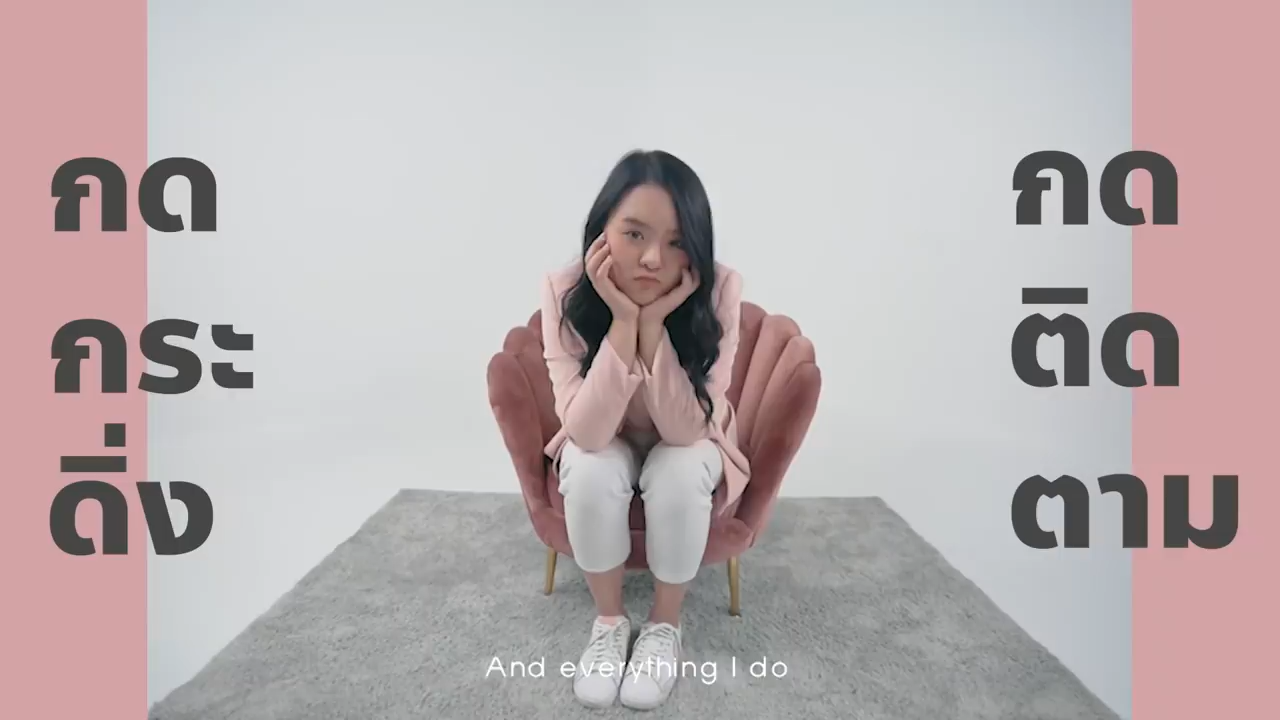 กด
กระ
ดิ่ง
กด
ติด
ตาม
And everything I do